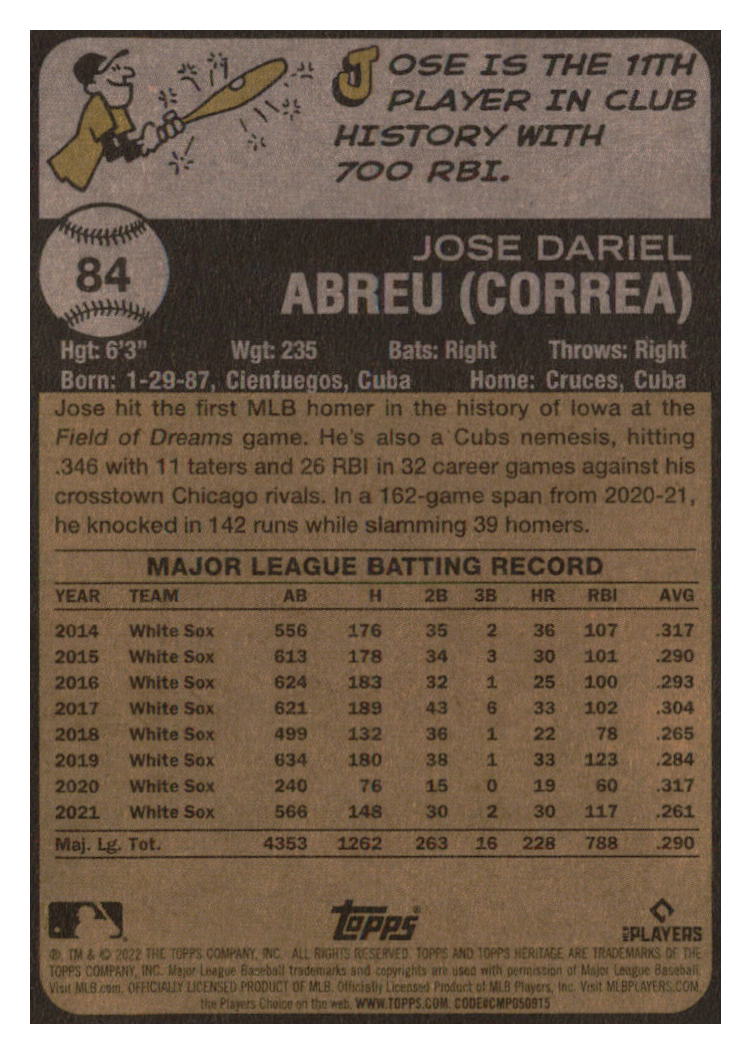 JOSE IS THE 11TH
PLAYER IN CLUB
HISTORY WITH
700 RBI.
84
JOSE DARIEL
ABREU (CORREA)
Hgt: 6'3" Wgt: 235 Bats: Right Throws: Right
Born: 1-29-87, Cienfuegos, Cuba Home: Cruces, Cuba
Jose hit the first MLB homer in the history of Iowa at the
Field of Dreams game. He's also a Cubs nemesis, hitting
.346 with 11 taters and 26 RBI in 32 career games against his
crosstown Chicago rivals. In a 162-game span from 2020-21,
he knocked in 142 runs while slamming 39 homers.
MAJOR LEAGUE BATTING RECORD
YEAR TEAM AB H 2B 3B HR RBI AVG
2014 White Sox 556 176 35 2 36 107 .317
2015 White Sox 613 178 34 3 30 101 .290
2016 White Sox 624 183 32 1 25 100 .293
2017 White Sox 621 189 43 6 33 102 .304
2018 White Sox 499 132 36 1 22 78 .265
2019 White Sox 634 180 38 1 33 123 .284
2020 White Sox 240 76 15 0 19 60 .317
2021 White Sox 566 148 30 2 30 117 .261
Maj. Lg. Tot. 4353 1262 263 16 228 788 .290
Topps®
MLB PLAYERS
®, TM & © 2022 THE TOPPS COMPANY, INC. ALL RIGHTS RESERVED. TOPPS AND TOPPS HERITAGE ARE TRADEMARKS OF THE
TOPPS COMPANY, INC. Major League Baseball trademarks and copyrights are used with permission of Major League Baseball.
Visit MLB.com. OFFICIALLY LICENSED PRODUCT OF MLB. Officially Licensed Product of MLB Players, Inc. Visit MLBPLAYERS.COM,
the Players Choice on the web. WWW.TOPPS.COM. CODE#CMP050915